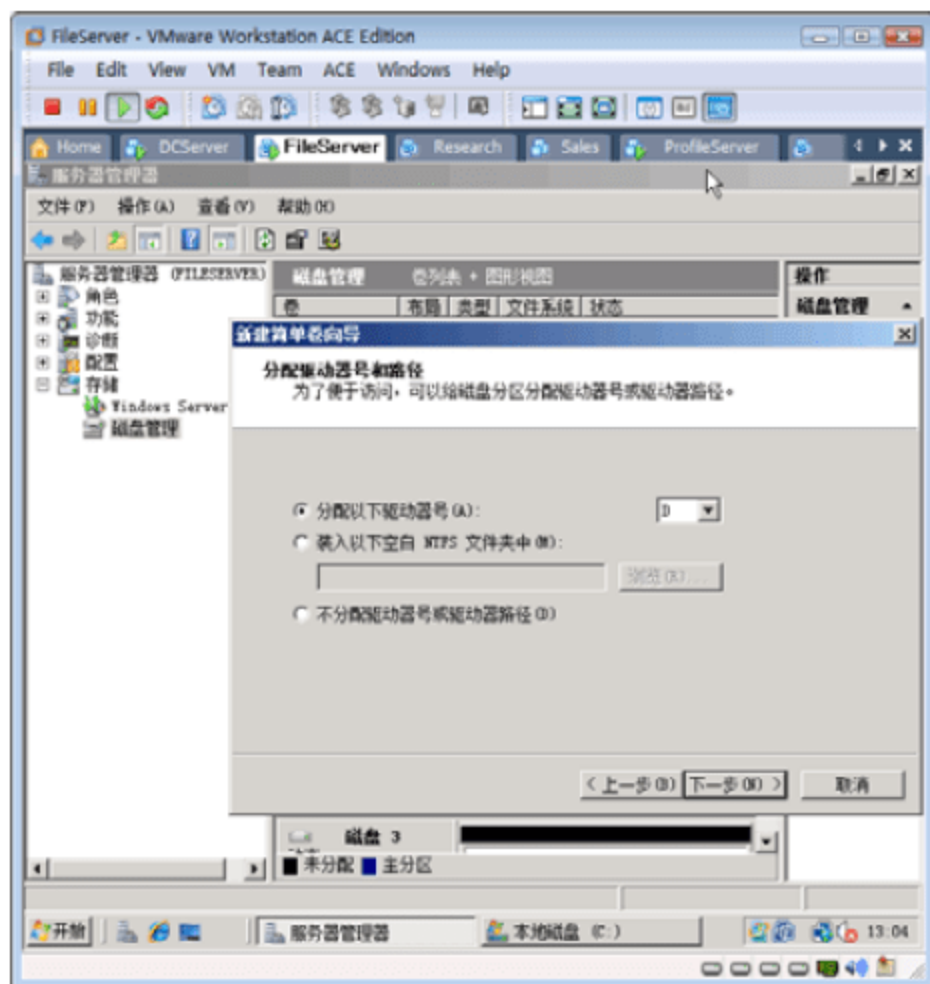 FileServer - VMware Workstation ACE Edition
File Edit View VM Team ACE Windows Help
Home DCServer FileServer Research Sales ProfileServer
服务器管理器
文件(F) 操作(A) 查看(V) 帮助(H)
服务器管理器 (FILESERVER)
磁盘管理 卷列表 + 图形视图
操作
角色
卷 布局 类型 文件系统 状态
磁盘管理
功能
诊断
配置
存储
Windows Server
磁盘管理
新建简单卷向导
分配驱动器号和路径
为了便于访问，可以给磁盘分区分配驱动器号或驱动器路径。
分配以下驱动器号(A): D
装入以下空白 NTFS 文件夹中(M):
浏览(R)...
不分配驱动器号或驱动器路径(D)
< 上一步(B) 下一步(N) > 取消
磁盘 3
未分配 主分区
开始 服务器管理器 本地磁盘 (C:) 13:04